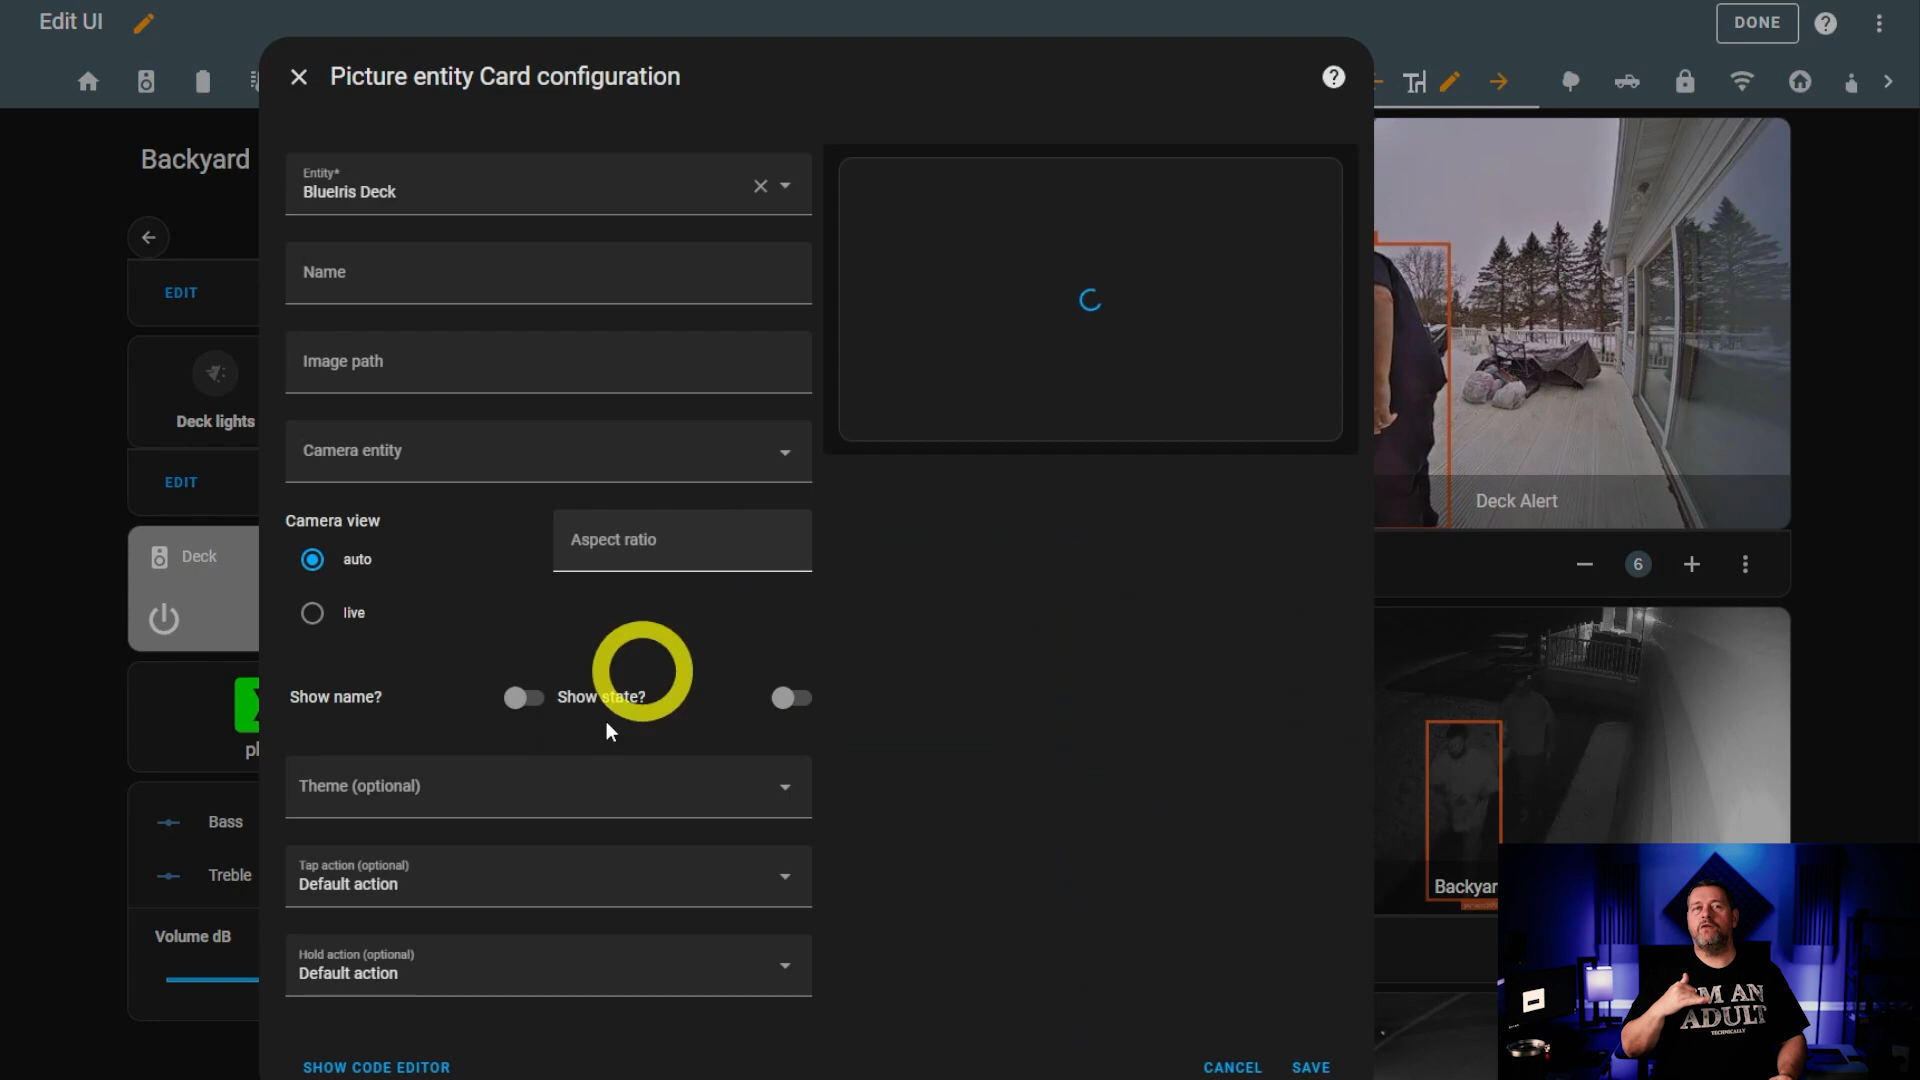 Edit UI
DONE
Picture entity Card configuration
Backyard
Entity*
BlueIris Deck
EDIT
Name
Image path
Deck lights
Camera entity
EDIT
Deck Alert
Camera view
Aspect ratio
auto
Deck
6
live
Show name?
Show state?
pl
Theme (optional)
Bass
Tap action (optional)
Default action
Treble
Backyar
Volume dB
Hold action (optional)
Default action
I'M AN
ADULT
TECHNICALLY
SHOW CODE EDITOR
CANCEL
SAVE